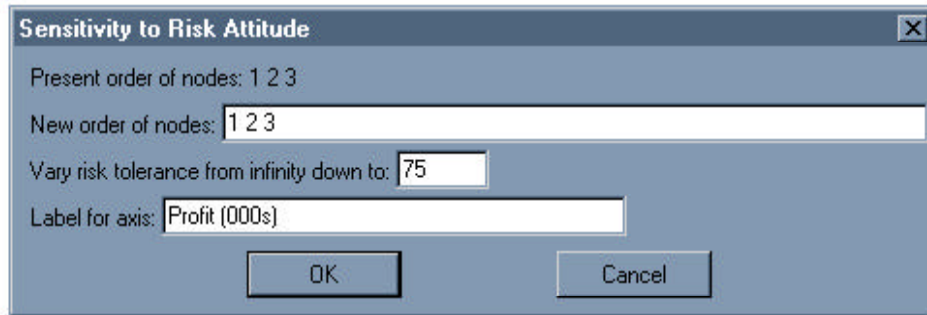 Sensitivity to Risk Attitude
Present order of nodes: 1 2 3
New order of nodes: 1 2 3
Vary risk tolerance from infinity down to: 75
Label for axis: Profit (000s)
OK Cancel